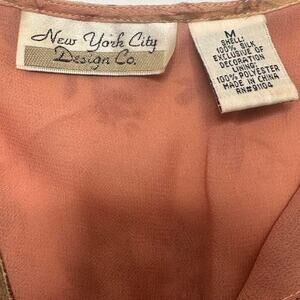 New York City
Design Co.
M
SHELL:
100% SILK
EXCLUSIVE OF
DECORATION
LINING:
100% POLYESTER
MADE IN CHINA
RN#91104